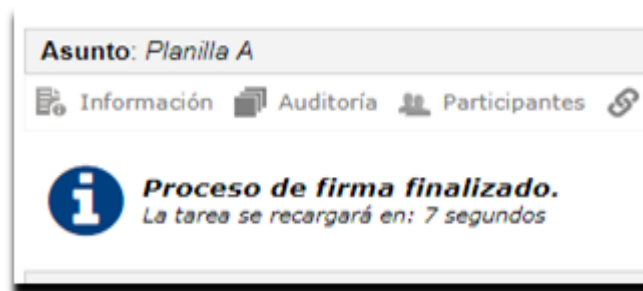 Asunto: Planilla A
Información Auditoría Participantes
Proceso de firma finalizado.
La tarea se recargará en: 7 segundos